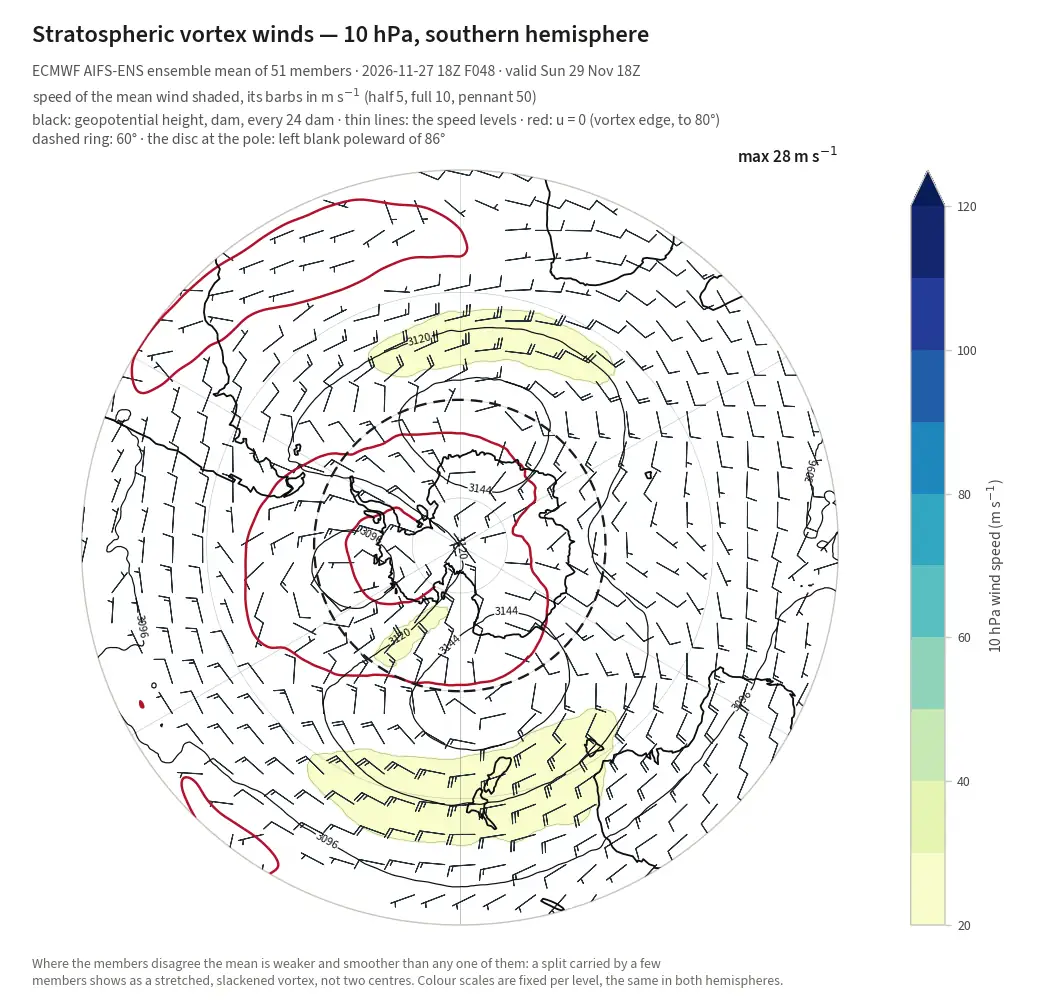 Stratospheric vortex winds — 10 hPa, southern hemisphere
ECMWF AIFS-ENS ensemble mean of 51 members · 2026-11-27 18Z F048 · valid Sun 29 Nov 18Z
speed of the mean wind shaded, its barbs in m s⁻¹ (half 5, full 10, pennant 50)
black: geopotential height, dam, every 24 dam · thin lines: the speed levels · red: u = 0 (vortex edge, to 80°)
dashed ring: 60° · the disc at the pole: left blank poleward of 86°
max 28 m s⁻¹
120
100
80
60
40
20
10 hPa wind speed (m s⁻¹)
3120
3096
3144
3096
3120
3144
3096
3120
3144
3096
3096
Where the members disagree the mean is weaker and smoother than any one of them: a split carried by a few
members shows as a stretched, slackened vortex, not two centres. Colour scales are fixed per level, the same in both hemispheres.